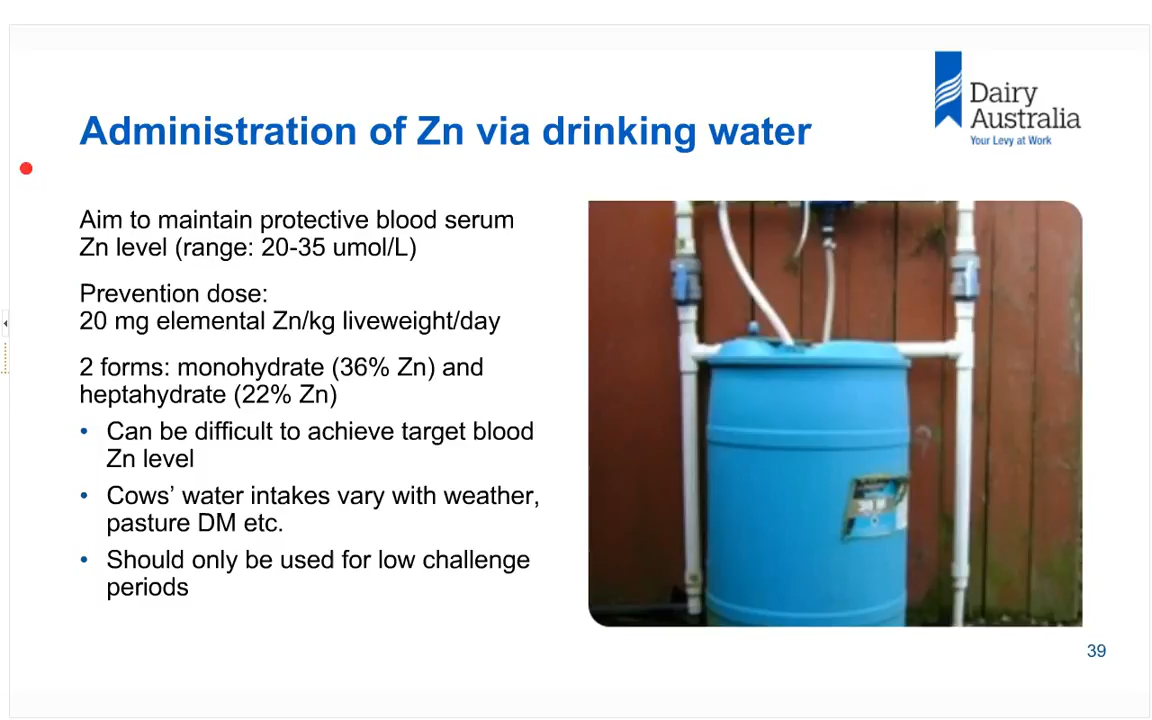 Dairy
Australia
Your Levy at Work
Administration of Zn via drinking water
Aim to maintain protective blood serum
Zn level (range: 20-35 umol/L)
Prevention dose:
20 mg elemental Zn/kg liveweight/day
2 forms: monohydrate (36% Zn) and
heptahydrate (22% Zn)
• Can be difficult to achieve target blood
Zn level
• Cows’ water intakes vary with weather,
pasture DM etc.
• Should only be used for low challenge
periods
39